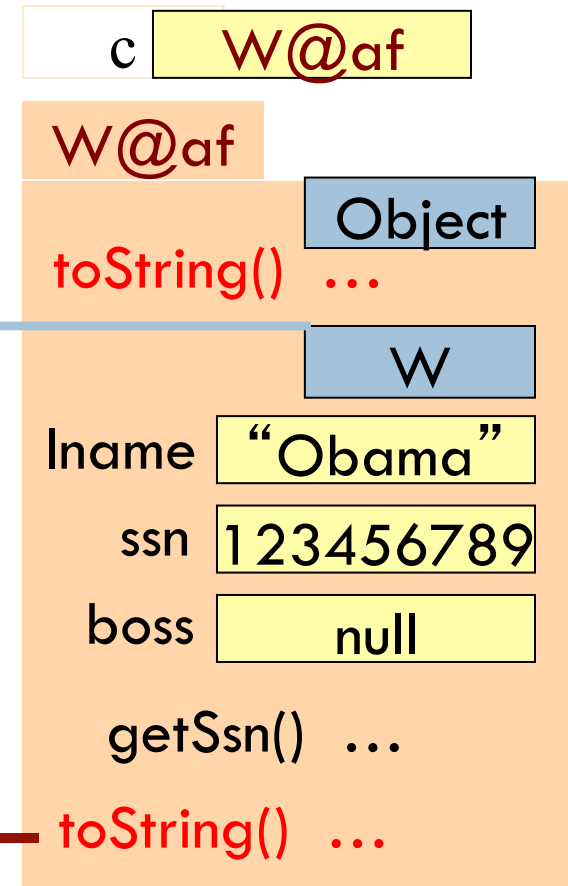 c W@af
W@af
Object
toString() …
W
lname “Obama”
ssn 123456789
boss null
getSsn() …
toString() …